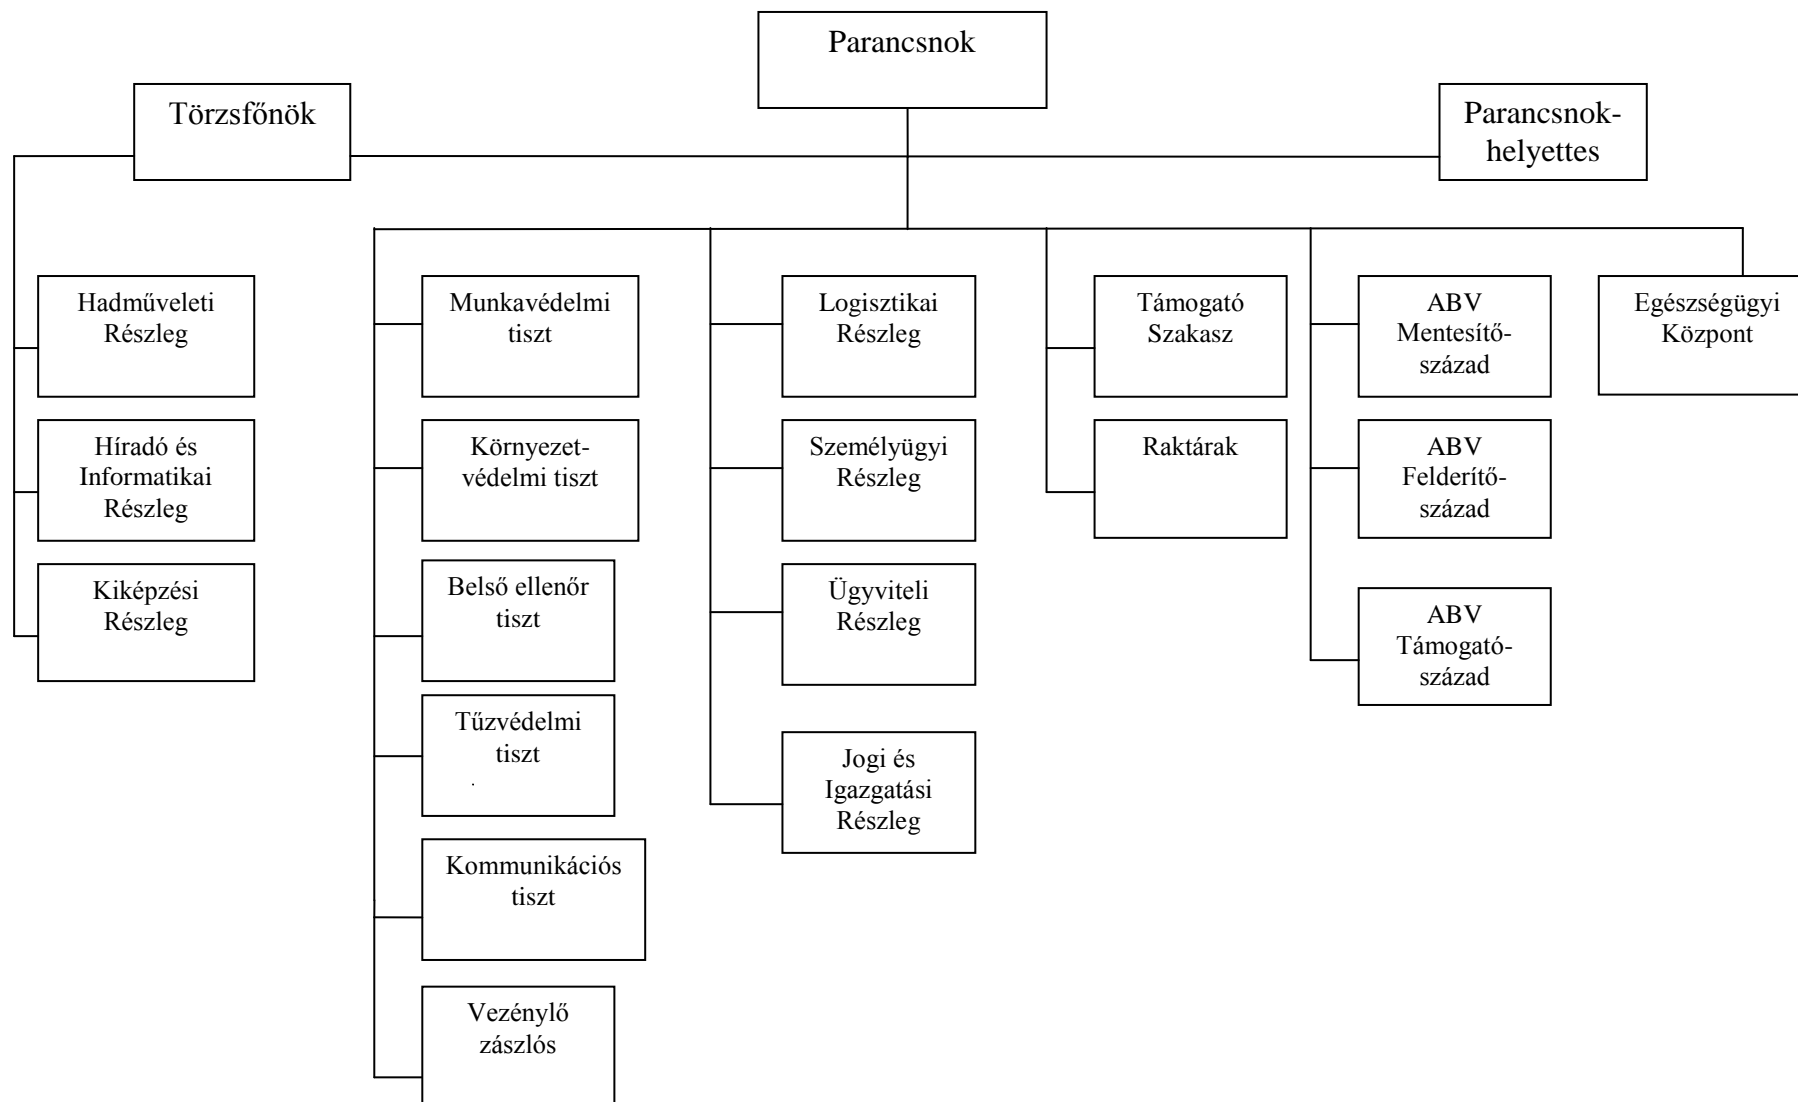 Parancsnok
Törzsfőnök
Parancsnok-
helyettes
Hadműveleti
Részleg
Híradó és
Informatikai
Részleg
Kiképzési
Részleg
Munkavédelmi
tiszt
Környezet-
védelmi tiszt
Belső ellenőr
tiszt
Tűzvédelmi
tiszt
.
Kommunikációs
tiszt
Vezénylő
zászlós
Logisztikai
Részleg
Személyügyi
Részleg
Ügyviteli
Részleg
Jogi és
Igazgatási
Részleg
Támogató
Szakasz
Raktárak
ABV
Mentesítő-
század
ABV
Felderítő-
század
ABV
Támogató-
század
Egészségügyi
Központ